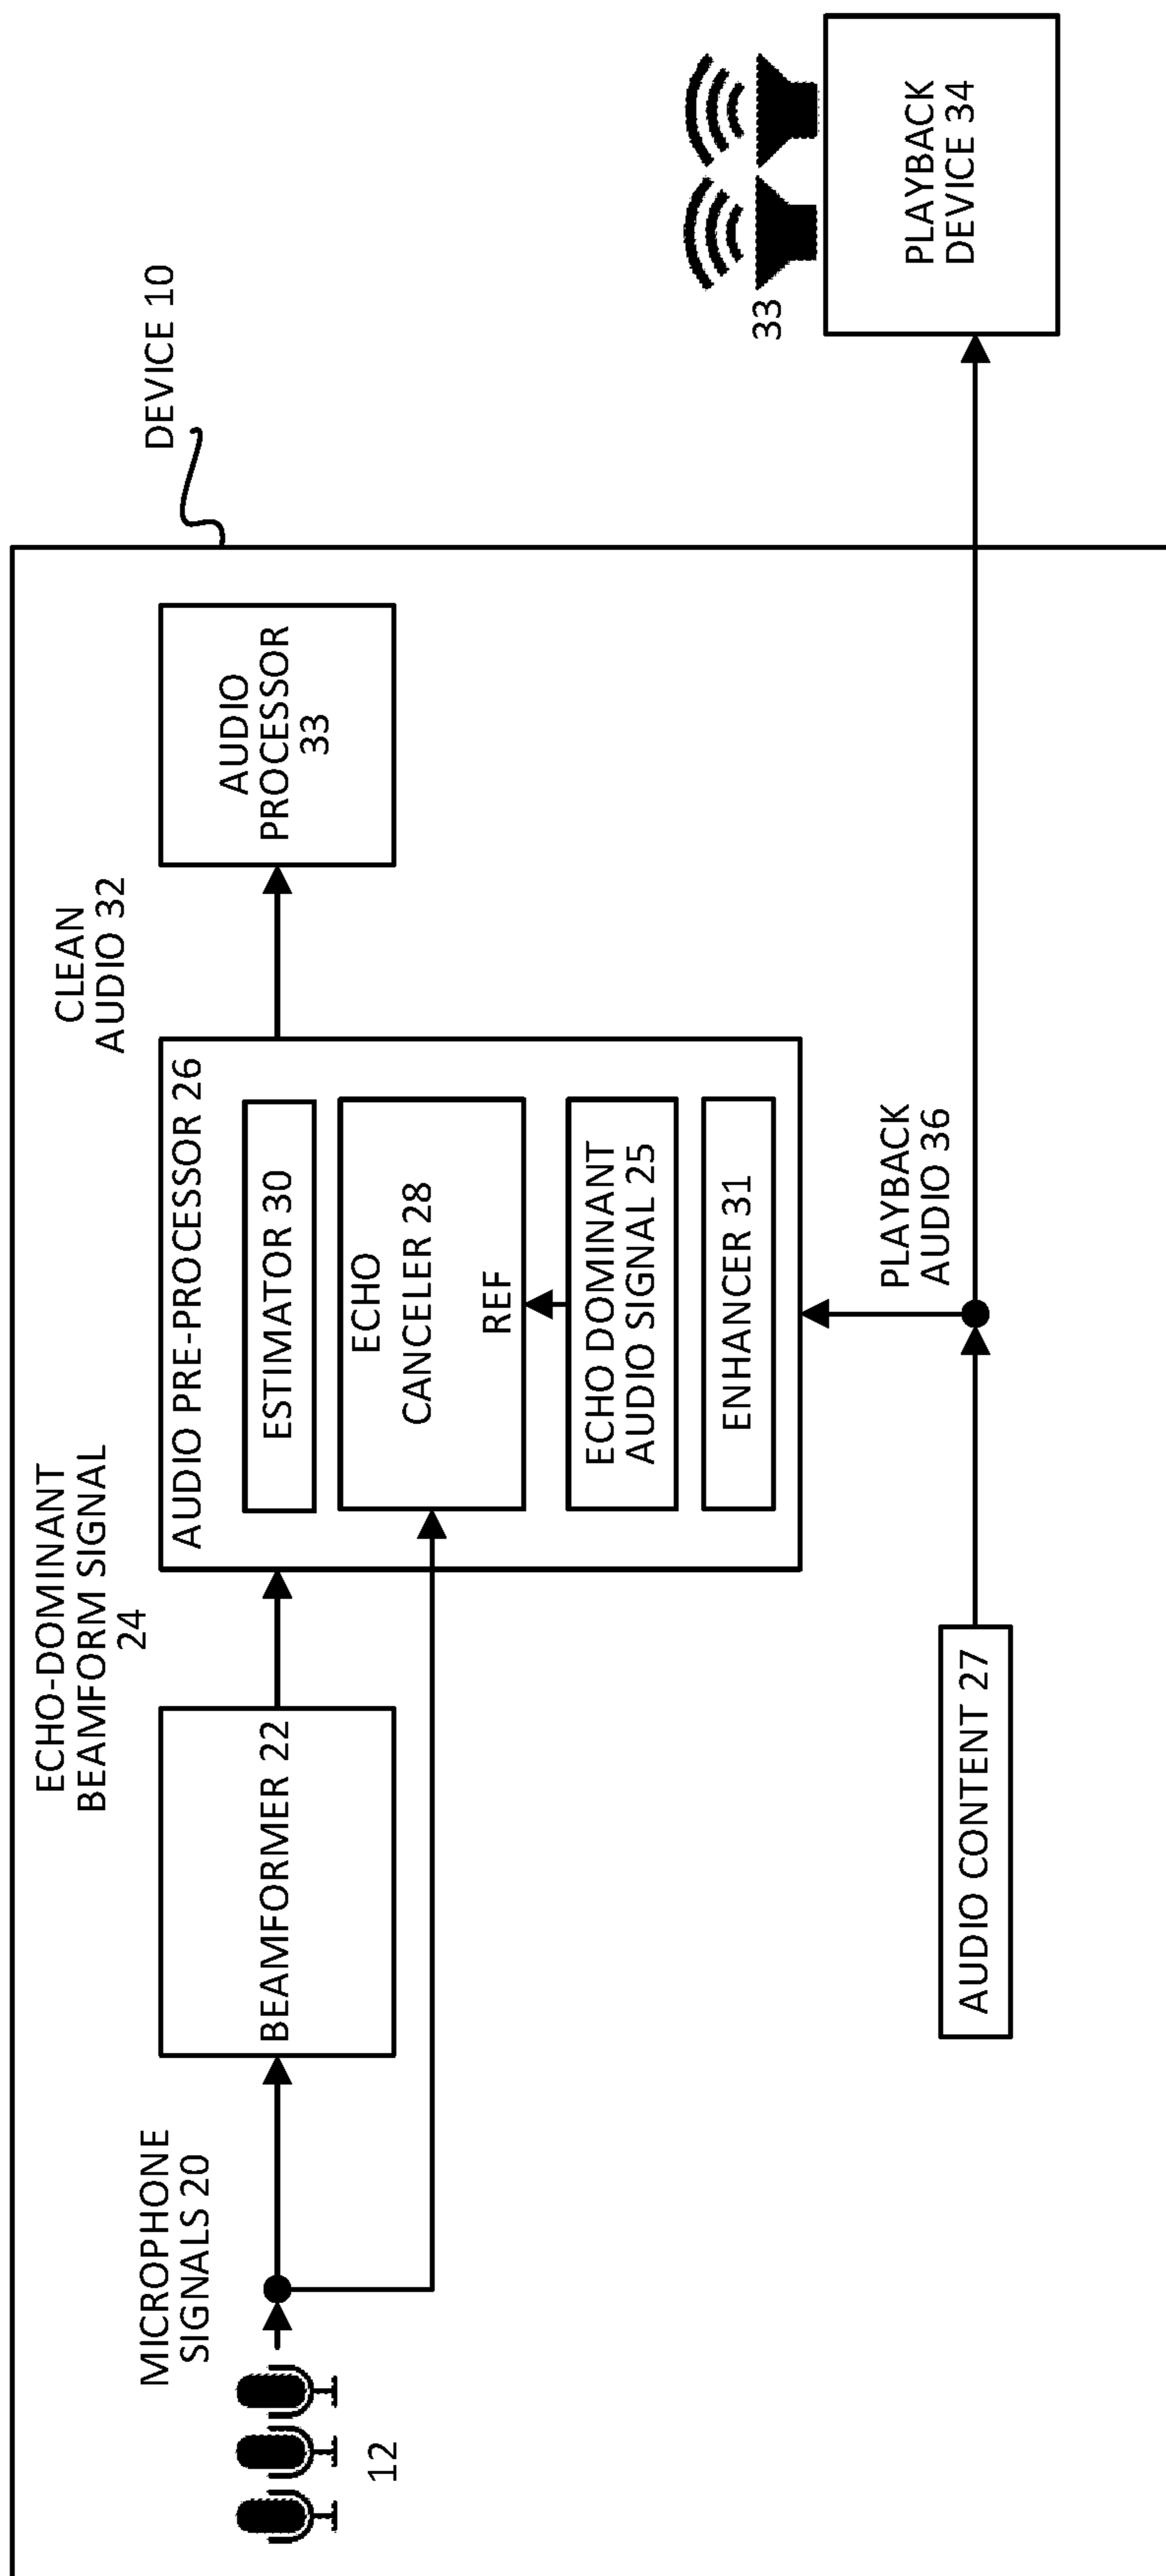 DEVICE 10
MICROPHONE
SIGNALS 20
12
BEAMFORMER 22
ECHO-DOMINANT
BEAMFORM SIGNAL
24
AUDIO PRE-PROCESSOR 26
ESTIMATOR 30
ECHO
CANCELER 28
REF
ECHO DOMINANT
AUDIO SIGNAL 25
ENHANCER 31
CLEAN
AUDIO 32
AUDIO
PROCESSOR
33
AUDIO CONTENT 27
PLAYBACK
AUDIO 36
33
PLAYBACK
DEVICE 34